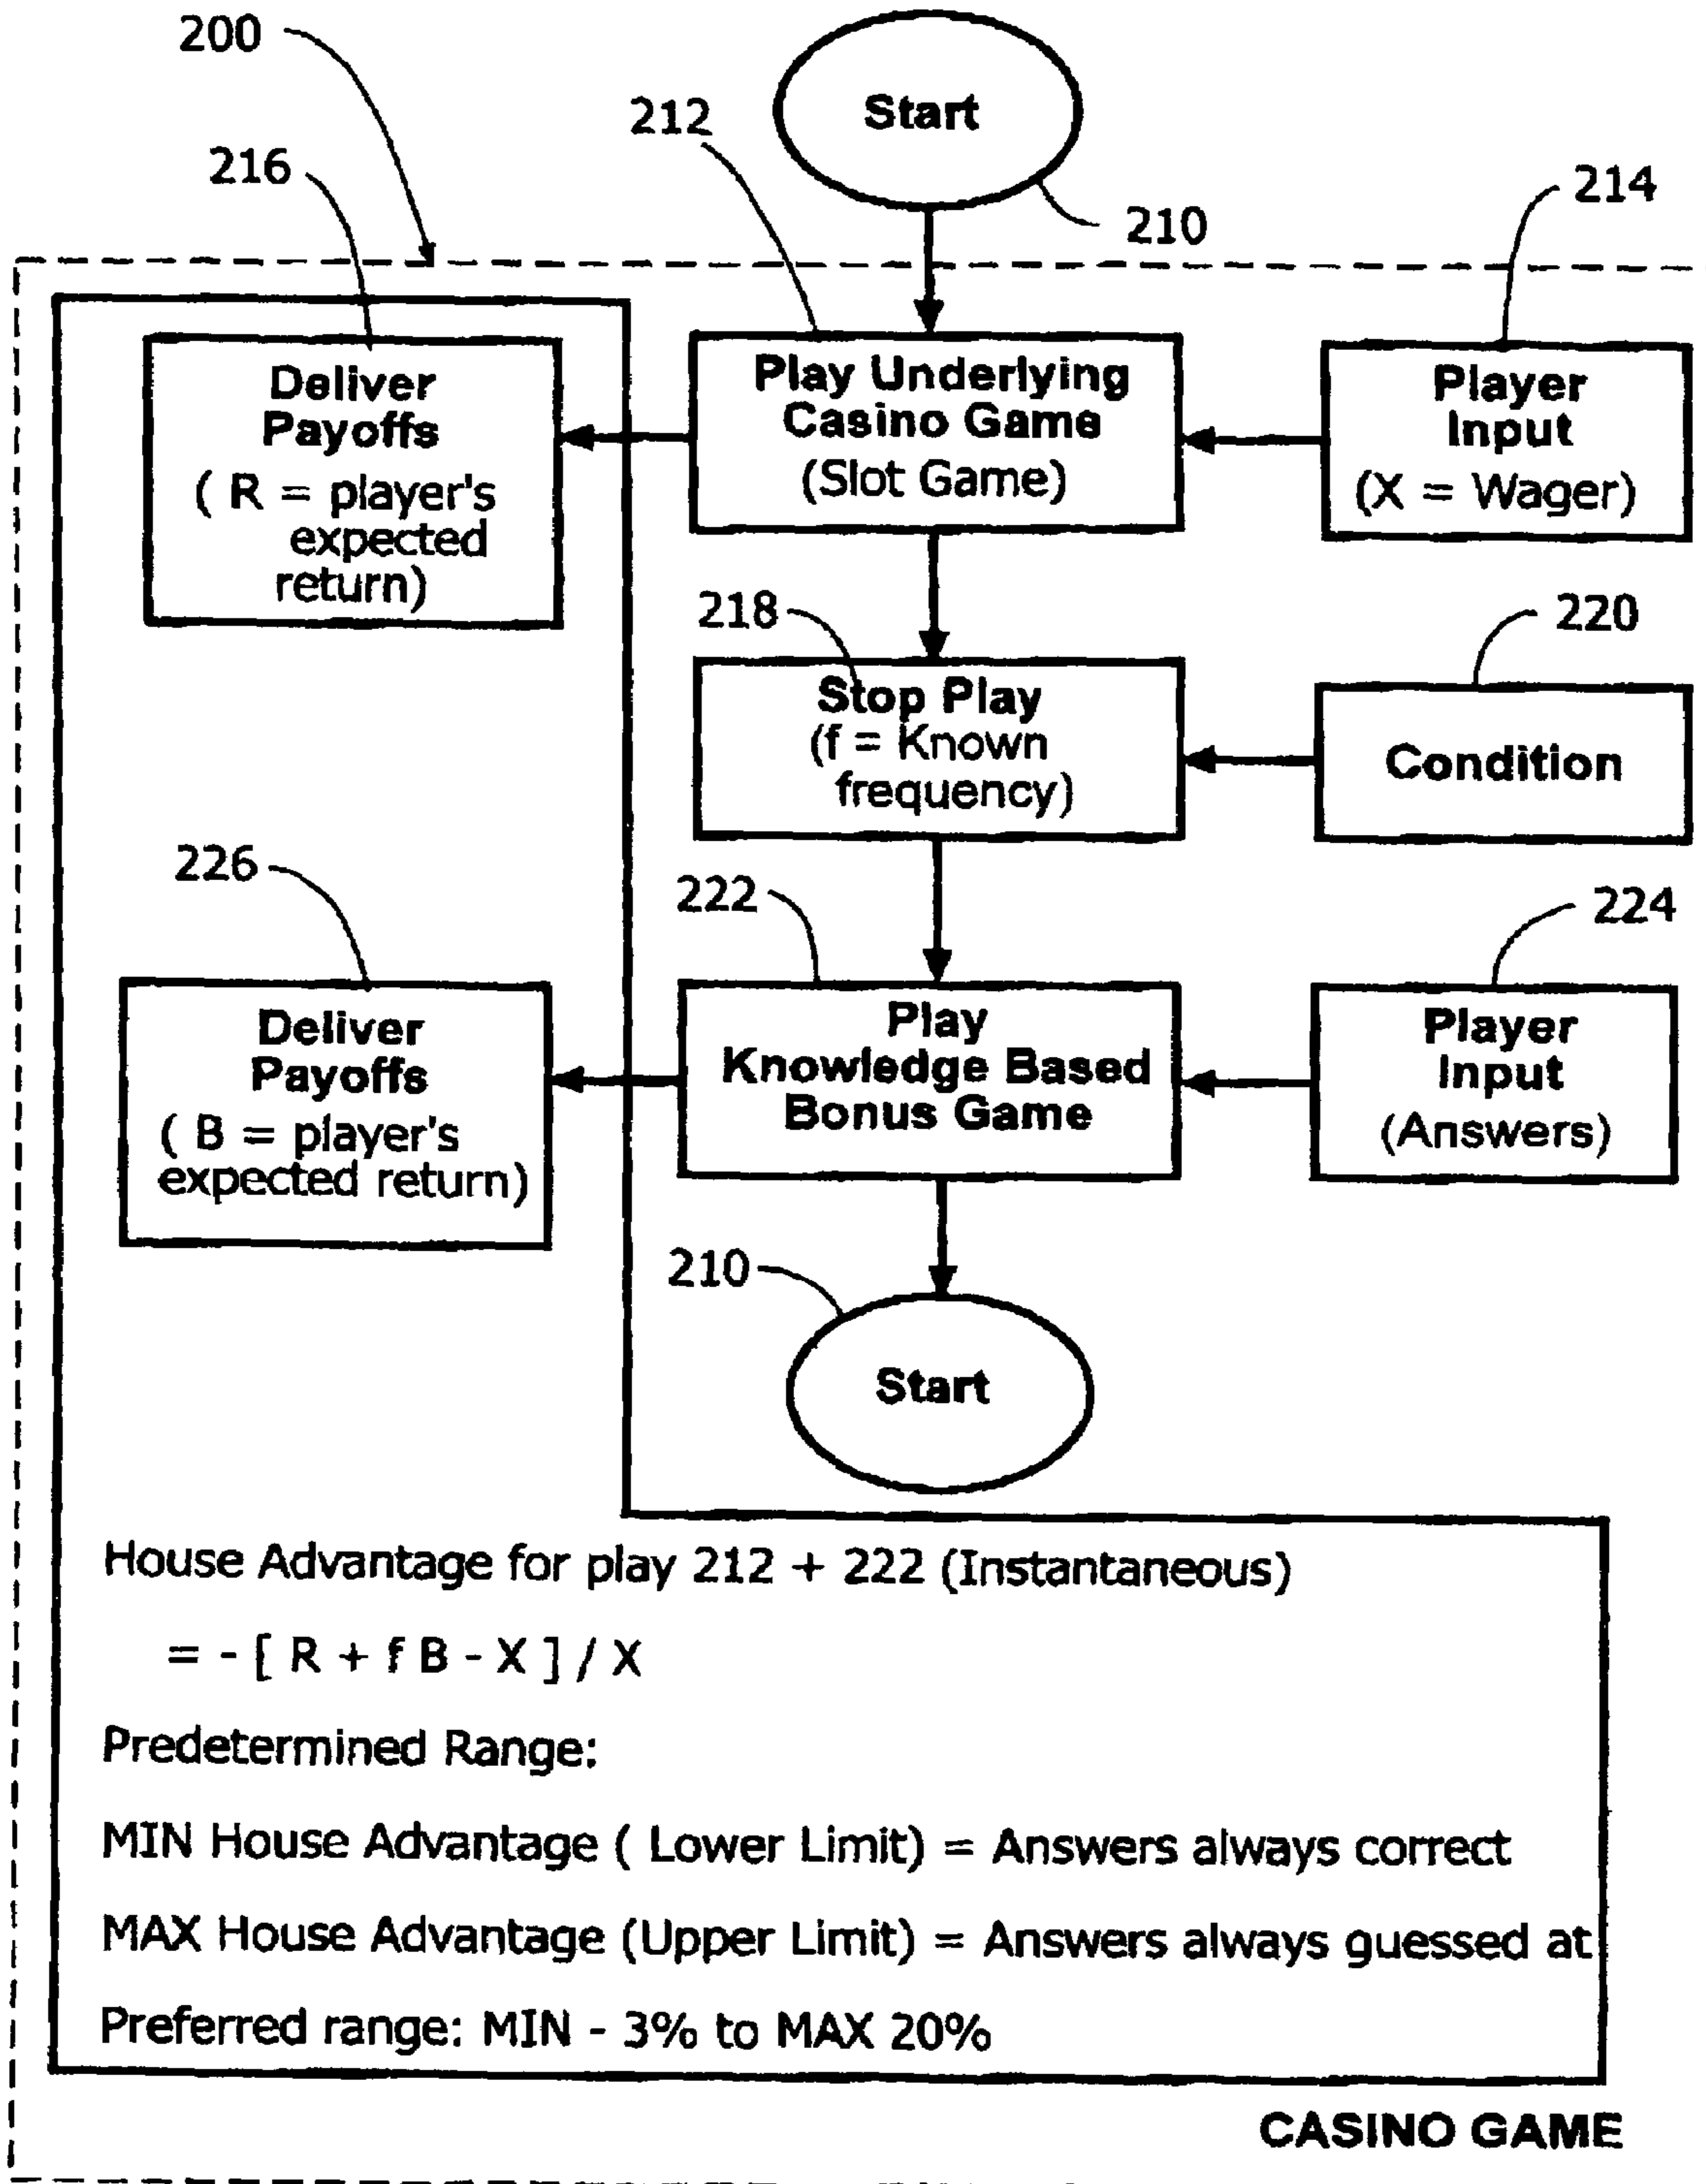 200
Start
212
216
214
210
Deliver
Payoffs
( R = player's
expected
return)
Play Underlying
Casino Game
(Slot Game)
Player
Input
(X = Wager)
218
220
Stop Play
(f = Known
frequency)
Condition
226
222
224
Deliver
Payoffs
( B = player's
expected return)
Play
Knowledge Based
Bonus Game
Player
Input
(Answers)
210
Start
House Advantage for play 212 + 222 (Instantaneous)
= - [ R + f B - X ] / X
Predetermined Range:
MIN House Advantage ( Lower Limit) = Answers always correct
MAX House Advantage (Upper Limit) = Answers always guessed at
Preferred range: MIN - 3% to MAX 20%
CASINO GAME